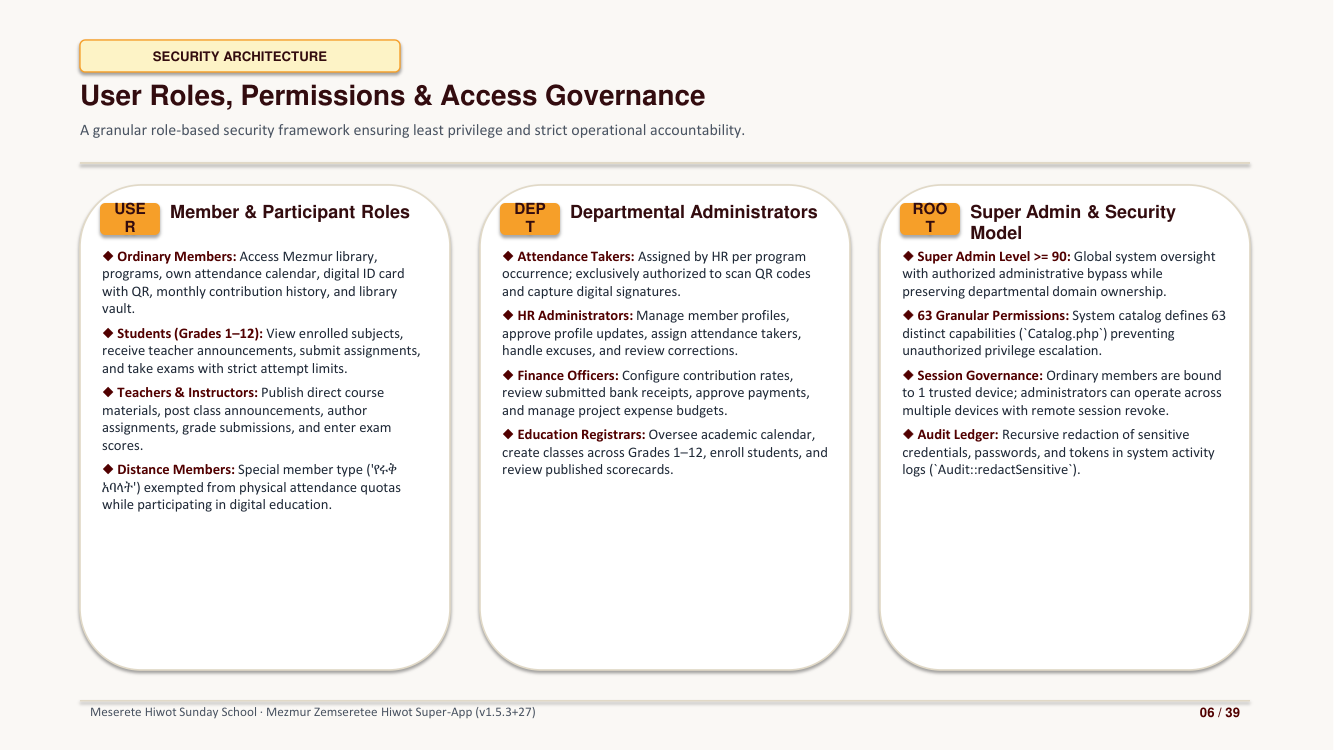 SECURITY ARCHITECTURE
User Roles, Permissions & Access Governance
A granular role-based security framework ensuring least privilege and strict operational accountability.
USE
R
Member & Participant Roles
◆ Ordinary Members: Access Mezmur library,
programs, own attendance calendar, digital ID card
with QR, monthly contribution history, and library
vault.
◆ Students (Grades 1–12): View enrolled subjects,
receive teacher announcements, submit assignments,
and take exams with strict attempt limits.
◆ Teachers & Instructors: Publish direct course
materials, post class announcements, author
assignments, grade submissions, and enter exam
scores.
◆ Distance Members: Special member type ('የሩቅ
አባላት') exempted from physical attendance quotas
while participating in digital education.
DEP
T
Departmental Administrators
◆ Attendance Takers: Assigned by HR per program
occurrence; exclusively authorized to scan QR codes
and capture digital signatures.
◆ HR Administrators: Manage member profiles,
approve profile updates, assign attendance takers,
handle excuses, and review corrections.
◆ Finance Officers: Configure contribution rates,
review submitted bank receipts, approve payments,
and manage project expense budgets.
◆ Education Registrars: Oversee academic calendar,
create classes across Grades 1–12, enroll students, and
review published scorecards.
ROO
T
Super Admin & Security
Model
◆ Super Admin Level >= 90: Global system oversight
with authorized administrative bypass while
preserving departmental domain ownership.
◆ 63 Granular Permissions: System catalog defines 63
distinct capabilities (`Catalog.php`) preventing
unauthorized privilege escalation.
◆ Session Governance: Ordinary members are bound
to 1 trusted device; administrators can operate across
multiple devices with remote session revoke.
◆ Audit Ledger: Recursive redaction of sensitive
credentials, passwords, and tokens in system activity
logs (`Audit::redactSensitive`).
Meserete Hiwot Sunday School · Mezmur Zemseretee Hiwot Super-App (v1.5.3+27)
06 / 39